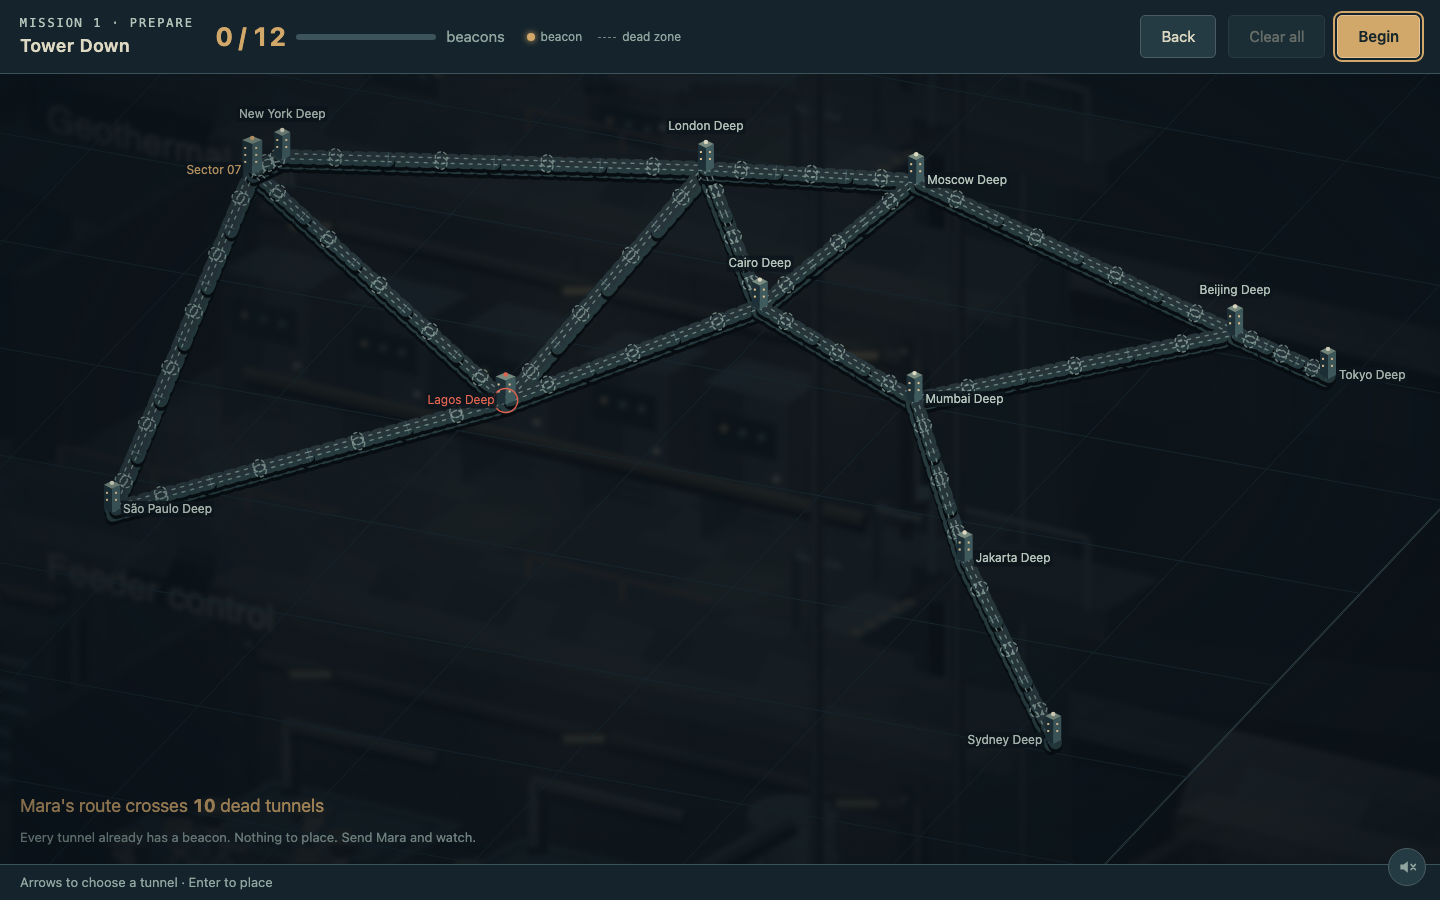 MISSION 1 · PREPARE
Tower Down
0/12 beacons
beacon
dead zone
Back
Clear all
Begin
Geothermal
New York Deep
London Deep
Sector 07
Moscow Deep
Cairo Deep
Beijing Deep
Tokyo Deep
Lagos Deep
Mumbai Deep
São Paulo Deep
Jakarta Deep
Feeder control
Sydney Deep
Mara's route crosses 10 dead tunnels
Every tunnel already has a beacon. Nothing to place. Send Mara and watch.
Arrows to choose a tunnel · Enter to place